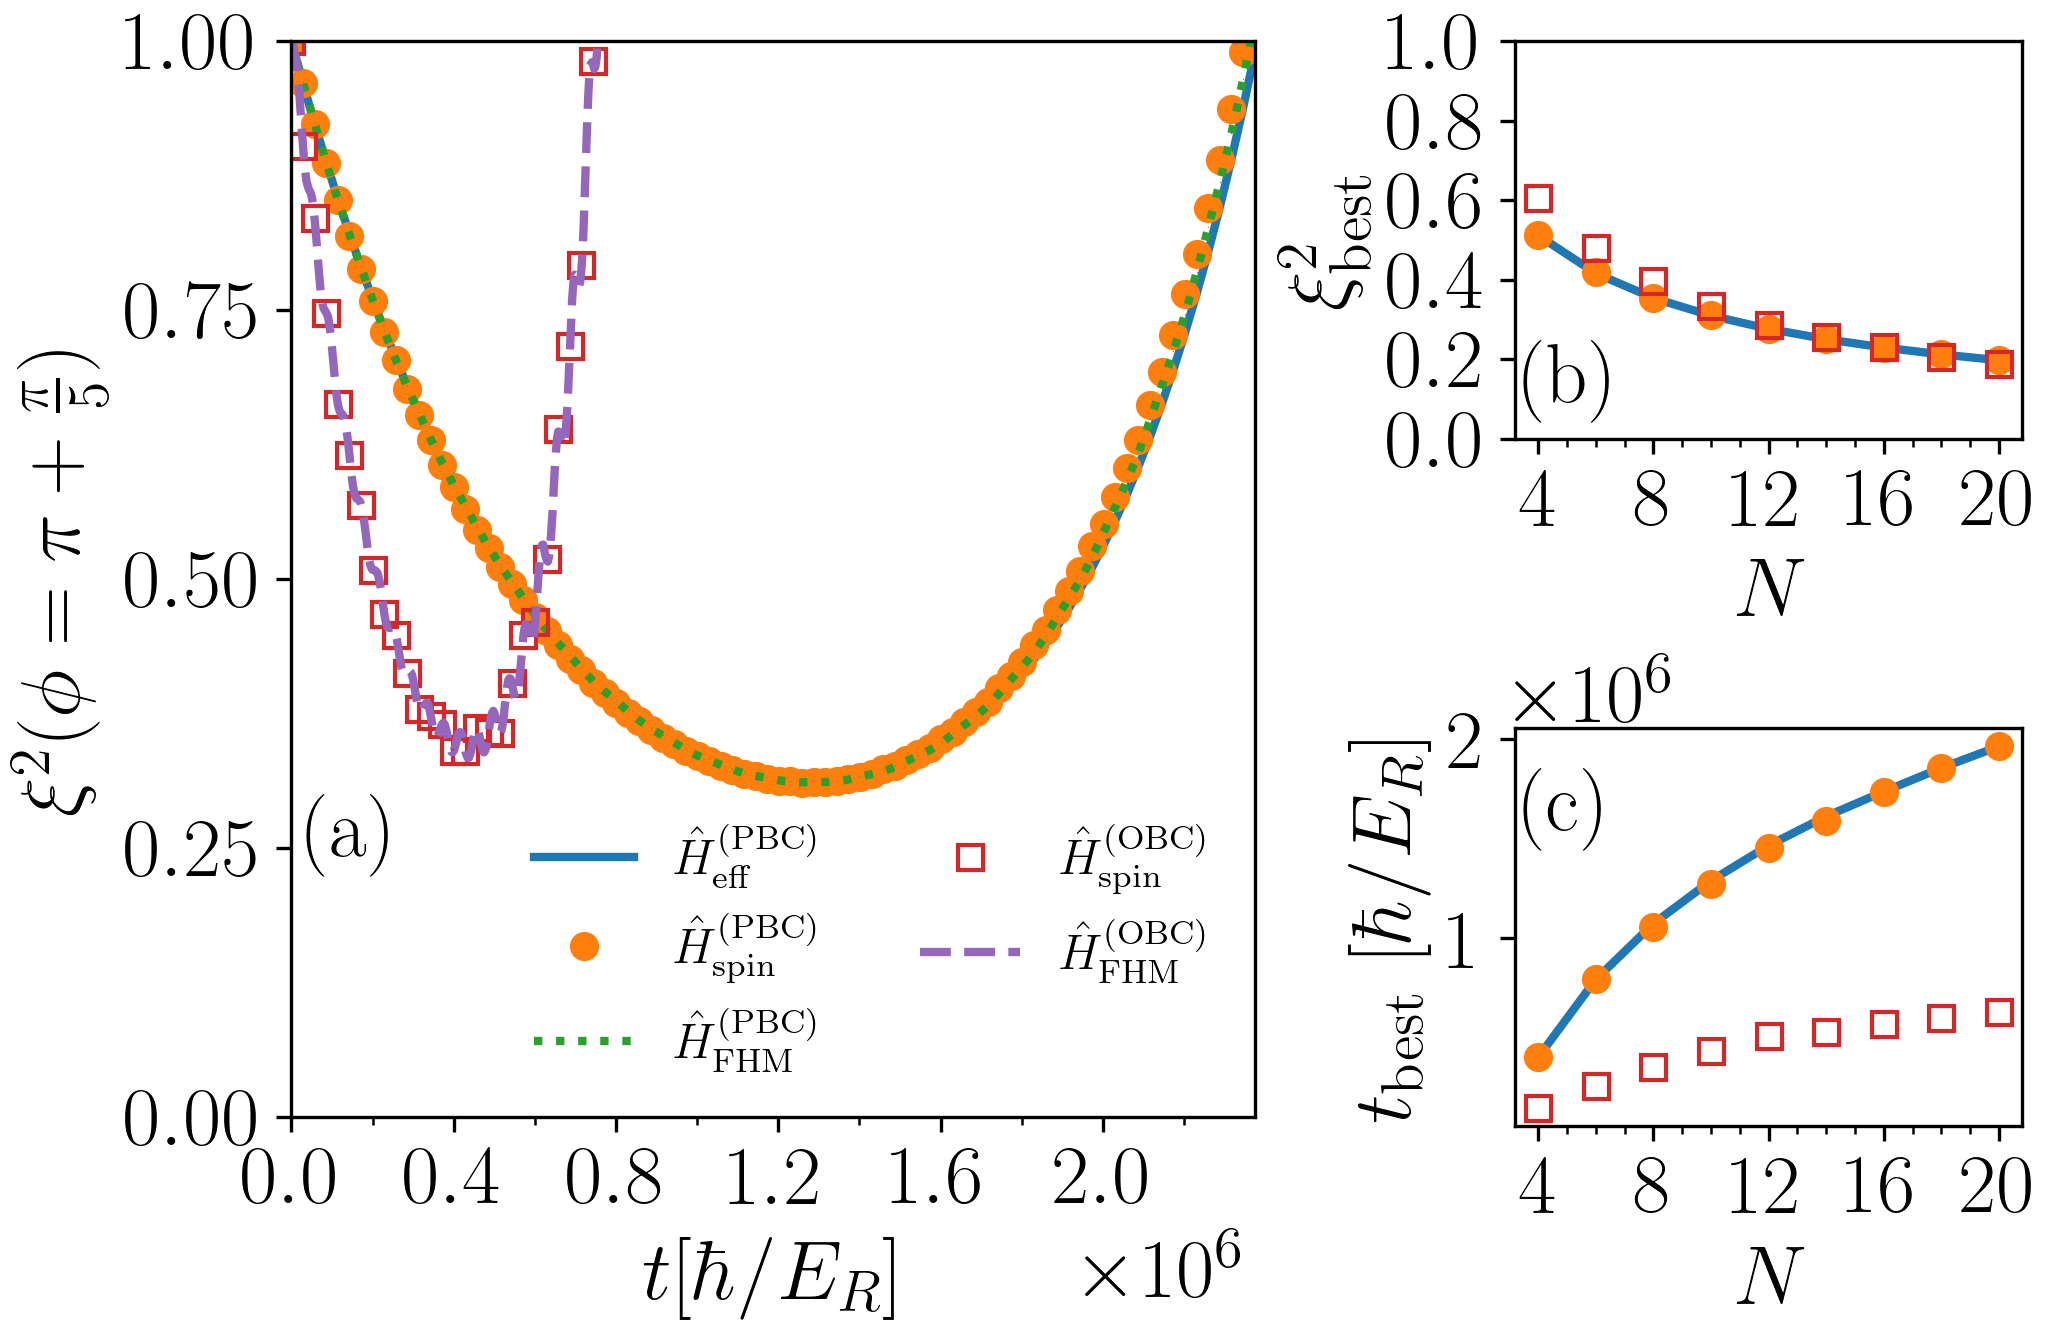 ξ²(ϕ = π + π/5)
1.00
0.75
0.50
0.25
0.00
(a)
Ĥ_eff^(PBC)
Ĥ_spin^(PBC)
Ĥ_FHM^(PBC)
Ĥ_spin^(OBC)
Ĥ_FHM^(OBC)
0.0 0.4 0.8 1.2 1.6 2.0
t[ħ/E_R]
×10⁶
ξ²_best
1.0
0.8
0.6
0.4
0.2
0.0
(b)
4 8 12 16 20
N
×10⁶
t_best [ħ/E_R]
2
1
(c)
4 8 12 16 20
N